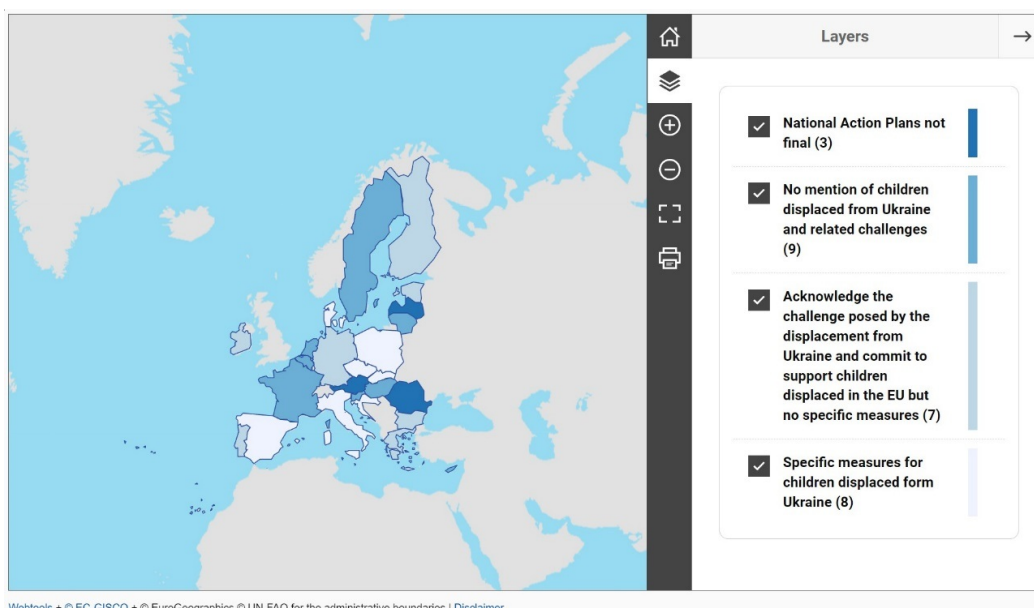 Layers
National Action Plans not
final (3)
No mention of children
displaced from Ukraine
and related challenges
(9)
Acknowledge the
challenge posed by the
displacement from
Ukraine and commit to
support children
displaced in the EU but
no specific measures (7)
Specific measures for
children displaced form
Ukraine (8)
Webtools + © EC-GISCO + © EuroGeographics © UN-FAO for the administrative boundaries | Disclaimer